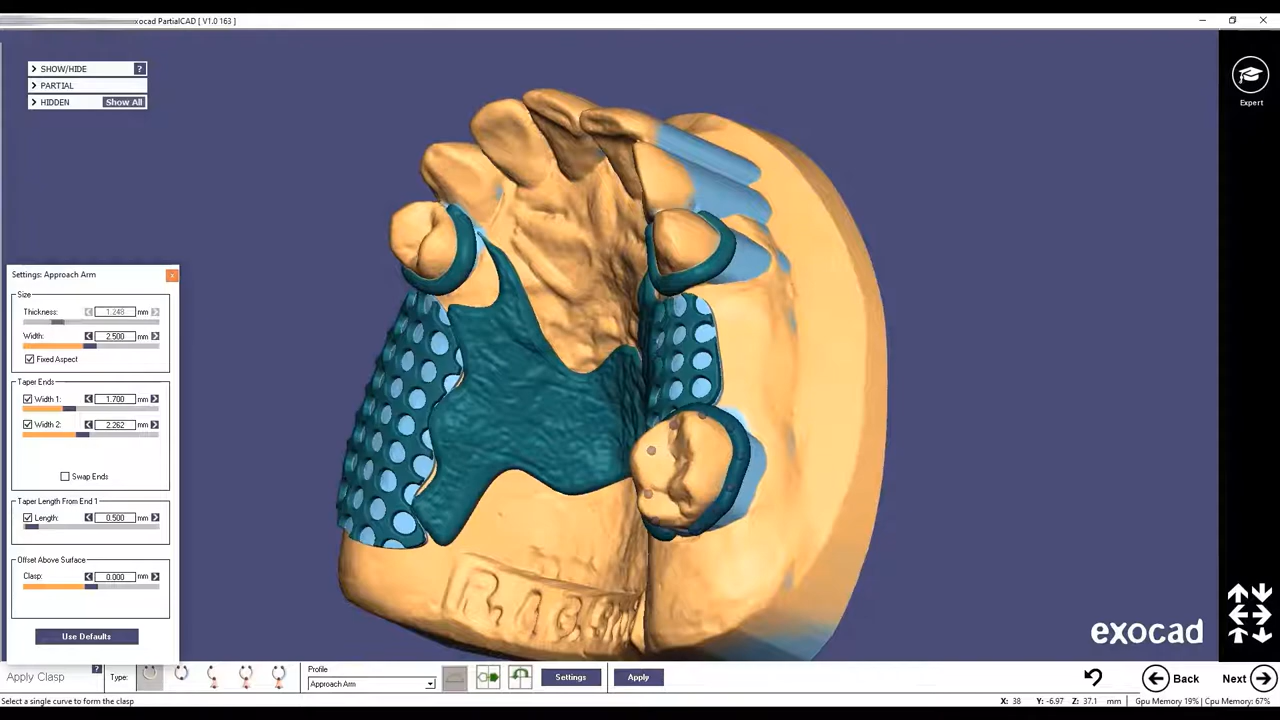 exocad PartialCAD [ V1.0 163 ]
SHOW/HIDE ?
PARTIAL
HIDDEN Show All
Expert
Settings: Approach Arm x
Size
Thickness: 1.248 mm
Width: 2.500 mm
Fixed Aspect
Taper Ends
Width 1: 1.700 mm
Width 2: 2.262 mm
Swap Ends
Taper Length From End 1
Length: 0.500 mm
Offset Above Surface
Clasp: 0.000 mm
Use Defaults
exocad
Apply Clasp ?
Type:
Profile
Approach Arm
Settings
Apply
Back
Next
Select a single curve to form the clasp
X: 38 Y: -6.97 Z: 37.1 mm
Gpu Memory 19% | Cpu Memory: 67%